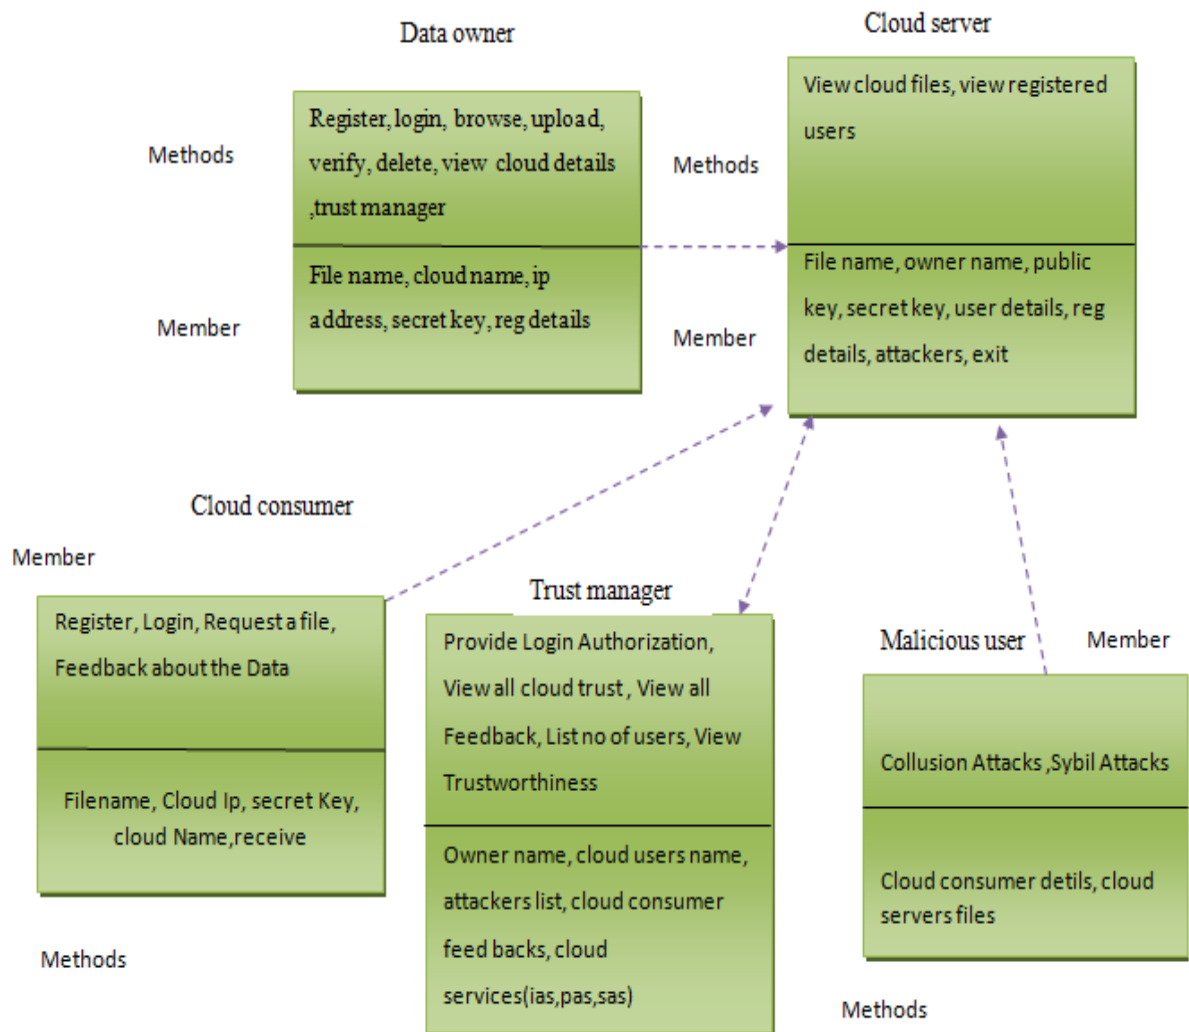 Data owner
Cloud server
Methods
Register, login, browse, upload,
verify, delete, view cloud details
,trust manager
Member
File name, cloud name, ip
address, secret key, reg details
Methods
View cloud files, view registered
users
Member
File name, owner name, public
key, secret key, user details, reg
details, attackers, exit
Cloud consumer
Member
Register, Login, Request a file,
Feedback about the Data
Filename, Cloud Ip, secret Key,
cloud Name,receive
Methods
Trust manager
Provide Login Authorization,
View all cloud trust , View all
Feedback, List no of users, View
Trustworthiness
Owner name, cloud users name,
attackers list, cloud consumer
feed backs, cloud
services(ias,pas,sas)
Malicious user
Member
Collusion Attacks ,Sybil Attacks
Cloud consumer detils, cloud
servers files
Methods